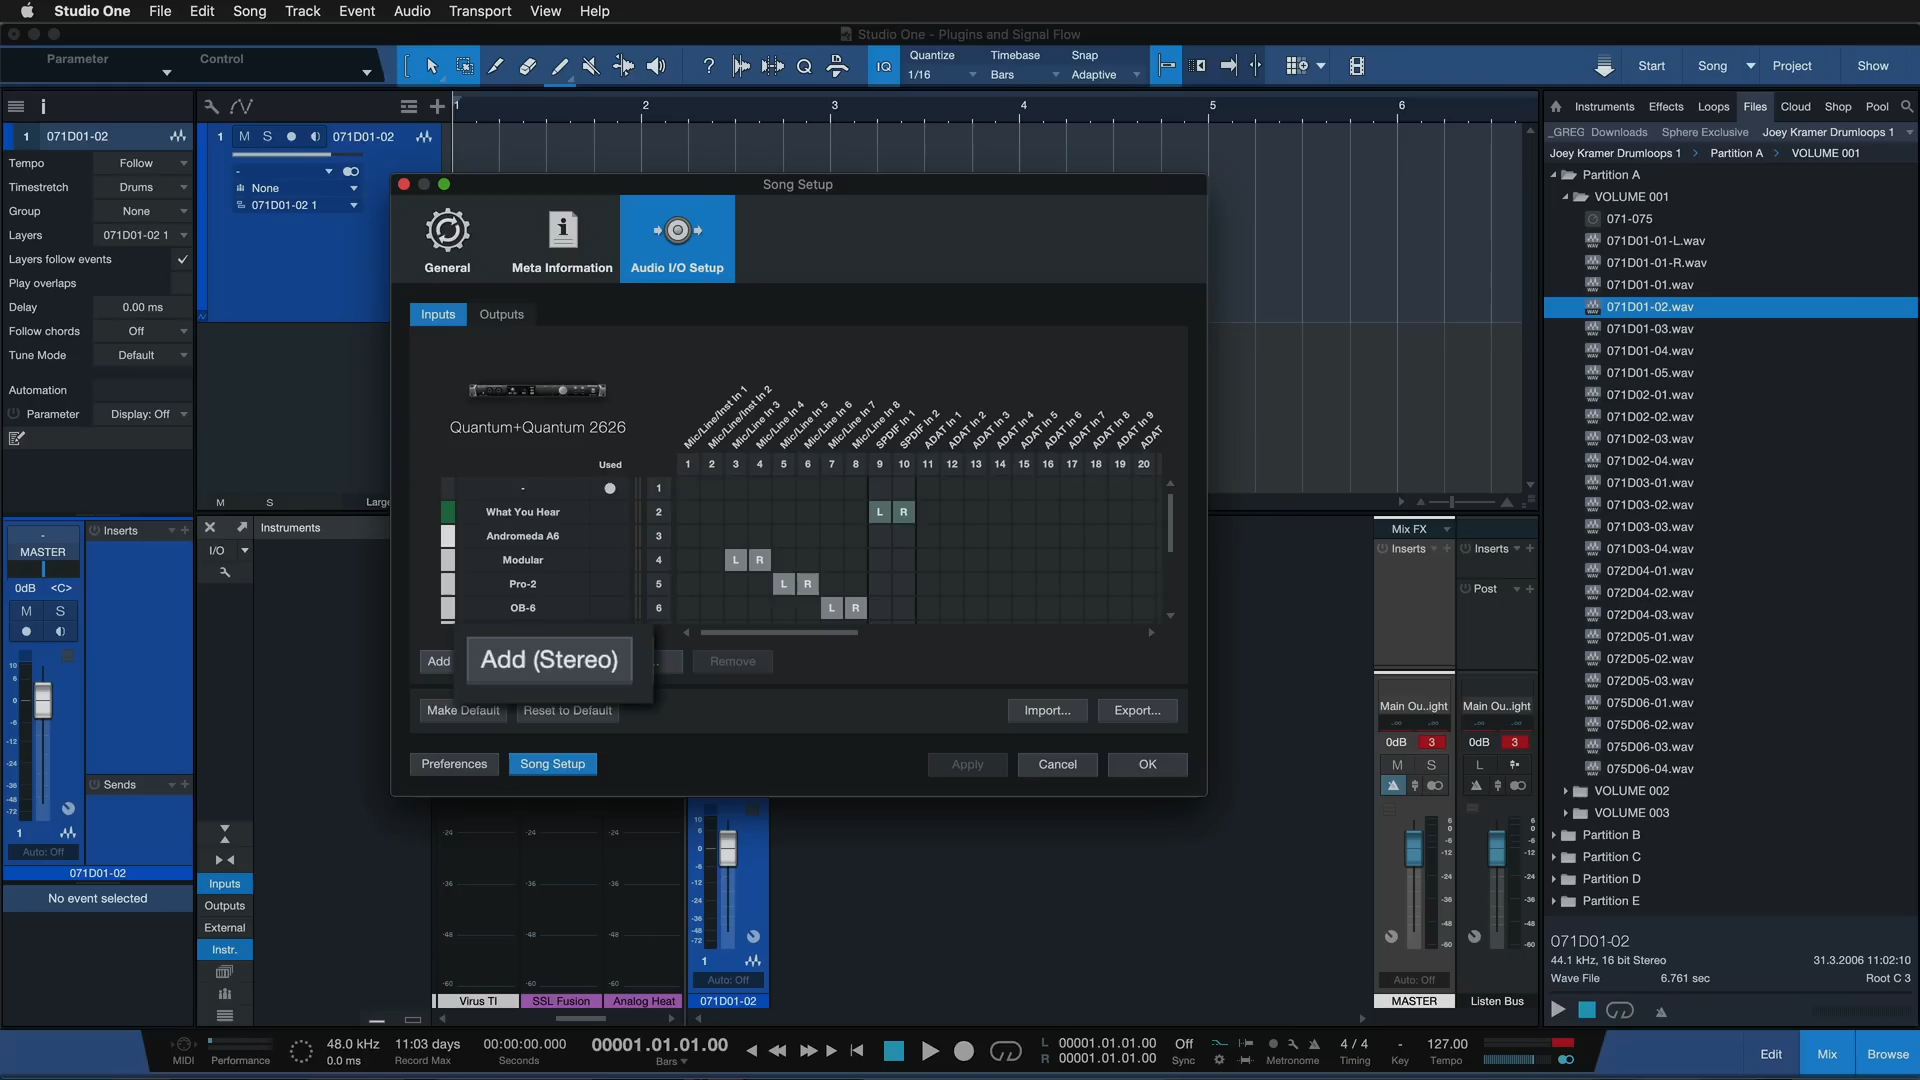 Studio One File Edit Song Track Event Audio Transport View Help
Studio One - Plugins and Signal Flow
Parameter Control
IQ
Quantize Timebase Snap
1/16 Bars Adaptive
Start Song Project Show
1 2 3 4 5 6
Instruments Effects Loops Files Cloud Shop Pool
_GREG Downloads Sphere Exclusive Joey Kramer Drumloops 1
Joey Kramer Drumloops 1 > Partition A > VOLUME 001
1 071D01-02
Tempo Follow
Timestretch Drums
Group None
Layers 071D01-02 1
Layers follow events
Play overlaps
Delay 0.00 ms
Follow chords Off
Tune Mode Default
Automation
Parameter Display: Off
1 M S 071D01-02
-
None
071D01-02 1
M S Large
Song Setup
General Meta Information Audio I/O Setup
Inputs Outputs
Quantum+Quantum 2626
Mic/Line/Inst In 1
Mic/Line/Inst In 2
Mic/Line In 3
Mic/Line In 4
Mic/Line In 5
Mic/Line In 6
Mic/Line In 7
Mic/Line In 8
SPDIF In 1
SPDIF In 2
ADAT In 1
ADAT In 2
ADAT In 3
ADAT In 4
ADAT In 5
ADAT In 6
ADAT In 7
ADAT In 8
ADAT In 9
ADAT
Used 1 2 3 4 5 6 7 8 9 10 11 12 13 14 15 16 17 18 19 20
- 1
What You Hear 2 L R
Andromeda A6 3
Modular 4 L R
Pro-2 5 L R
OB-6 6 L R
Add Add (Stereo) ... Remove
Make Default Reset to Default Import... Export...
Preferences Song Setup Apply Cancel OK
Partition A
VOLUME 001
071-075
071D01-01-L.wav
071D01-01-R.wav
071D01-01.wav
071D01-02.wav
071D01-03.wav
071D01-04.wav
071D01-05.wav
071D02-01.wav
071D02-02.wav
071D02-03.wav
071D02-04.wav
071D03-01.wav
071D03-02.wav
071D03-03.wav
071D03-04.wav
072D04-01.wav
072D04-02.wav
072D04-03.wav
072D05-01.wav
072D05-02.wav
072D05-03.wav
075D06-01.wav
075D06-02.wav
075D06-03.wav
075D06-04.wav
VOLUME 002
VOLUME 003
Partition B
Partition C
Partition D
Partition E
071D01-02
44.1 kHz, 16 bit Stereo 31.3.2006 11:02:10
Wave File 6.761 sec Root C 3
- Inserts
MASTER
0dB <C>
M S
Sends
1
Auto: Off
071D01-02
No event selected
Instruments
I/O
Inputs
Outputs
External
Instr.
Virus TI SSL Fusion Analog Heat
1
Auto: Off
071D01-02
Mix FX
Inserts Inserts
Post
Main Ou..ight Main Ou..ight
0dB 3 0dB 3
M S L
Auto: Off
MASTER Listen Bus
MIDI Performance
48.0 kHz
0.0 ms
11:03 days
Record Max
00:00:00.000
Seconds
00001.01.01.00
Bars
L 00001.01.01.00
R 00001.01.01.00
Off
Sync
Metronome
4 / 4
Timing
-
Key
127.00
Tempo
Edit Mix Browse